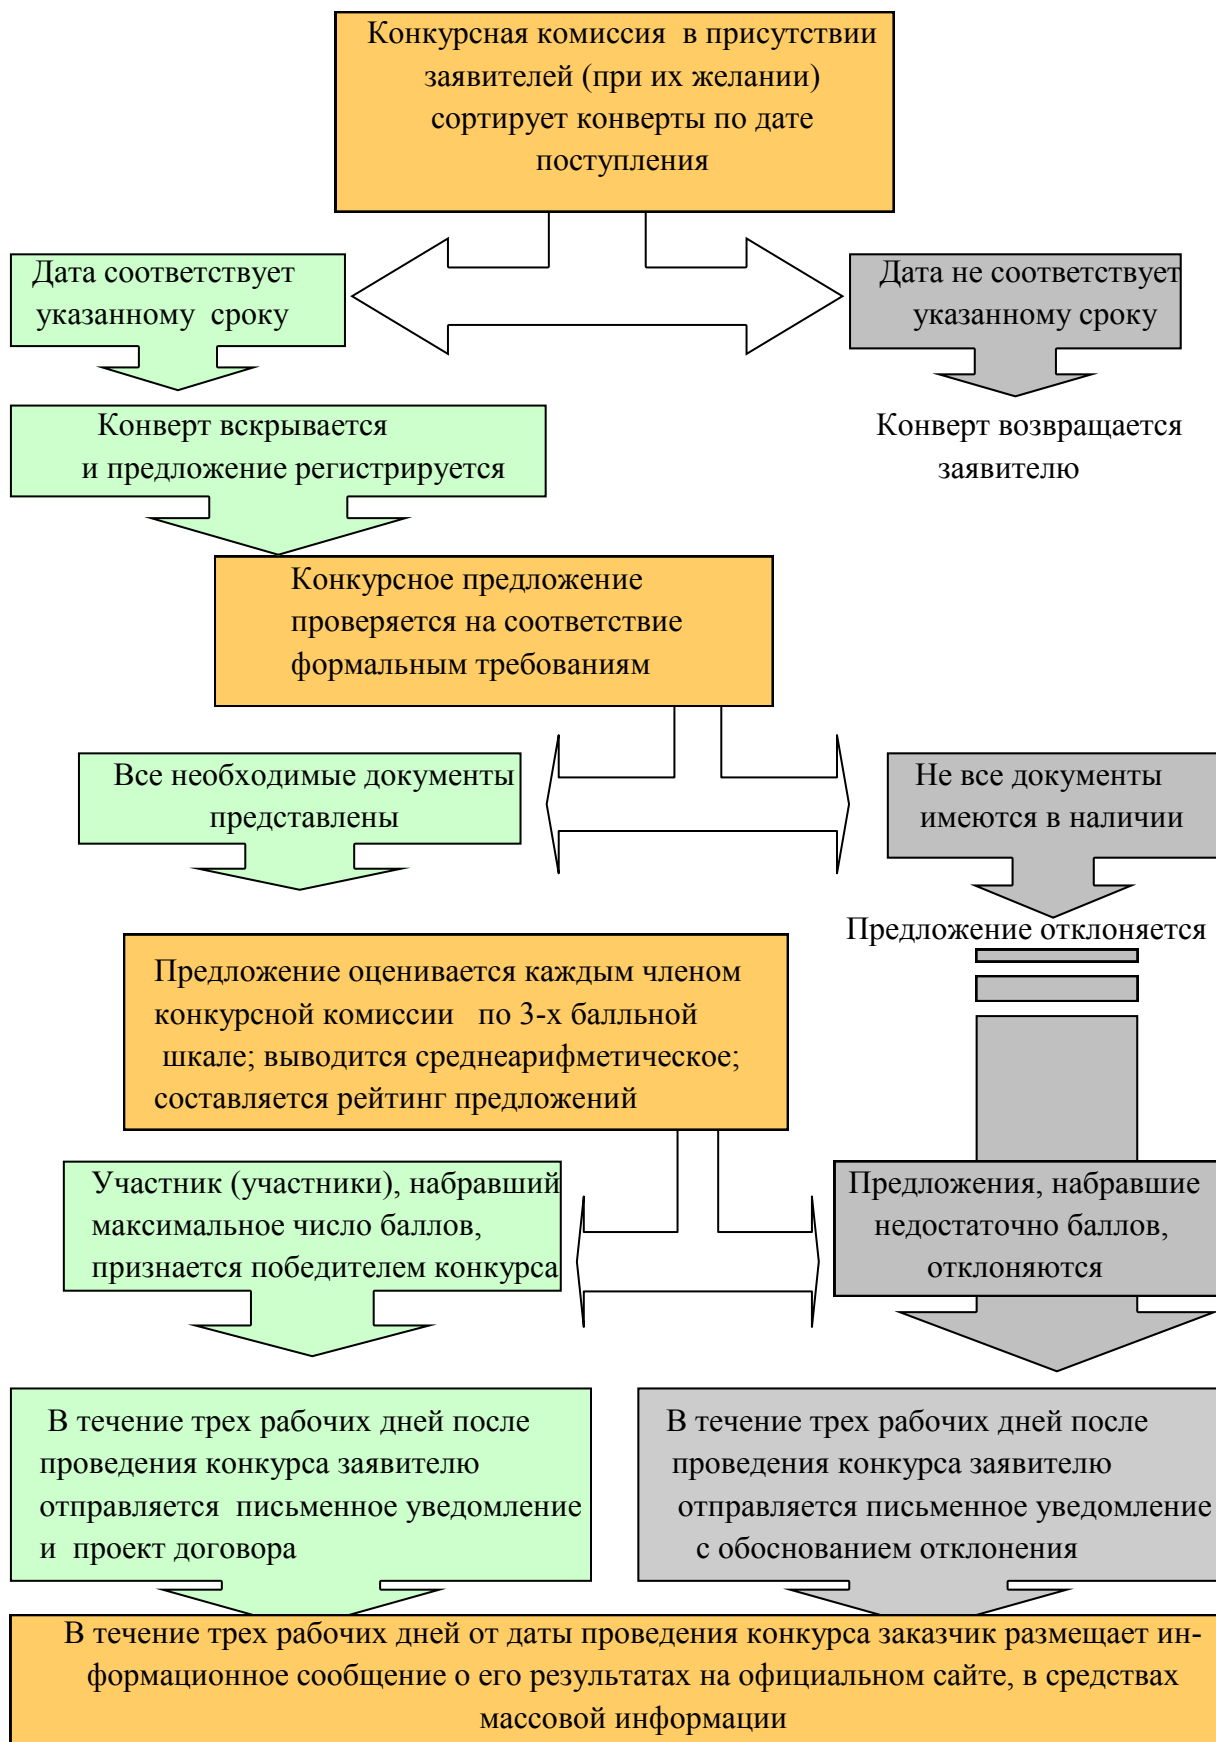 Конкурсная комиссия в присутствии
заявителей (при их желании)
сортирует конверты по дате
поступления
Дата соответствует
указанному сроку
Дата не соответствует
указанному сроку
Конверт вскрывается
и предложение регистрируется
Конверт возвращается
заявителю
Конкурсное предложение
проверяется на соответствие
формальным требованиям
Все необходимые документы
представлены
Не все документы
имеются в наличии
Предложение отклоняется
Предложение оценивается каждым членом
конкурсной комиссии по 3-х балльной
шкале; выводится среднеарифметическое;
составляется рейтинг предложений
Участник (участники), набравший
максимальное число баллов,
признается победителем конкурса
Предложения, набравшие
недостаточно баллов,
отклоняются
В течение трех рабочих дней после
проведения конкурса заявителю
отправляется письменное уведомление
и проект договора
В течение трех рабочих дней после
проведения конкурса заявителю
отправляется письменное уведомление
с обоснованием отклонения
В течение трех рабочих дней от даты проведения конкурса заказчик размещает ин-
формационное сообщение о его результатах на официальном сайте, в средствах
массовой информации